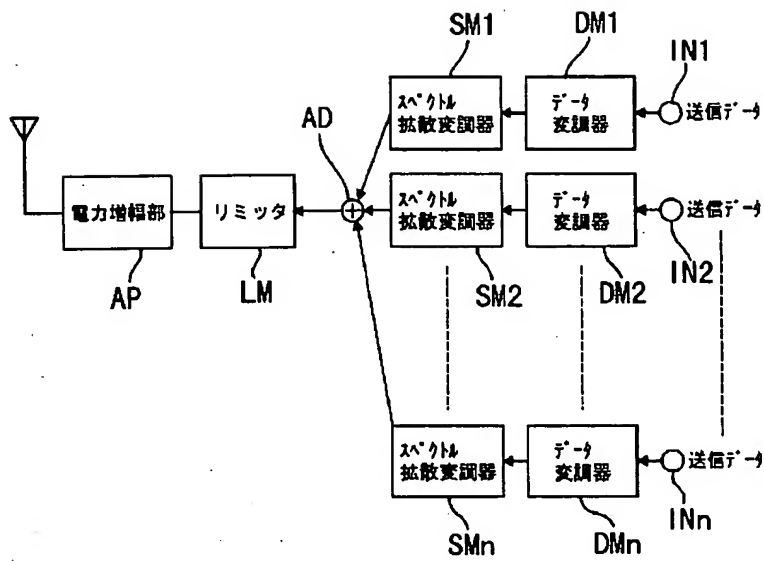 SM1
DM1
IN1
AD
スペクトル
拡散変調器
データ
変調器
送信データ
電力増幅部
リミッタ
スペクトル
拡散変調器
データ
変調器
送信データ
AP
LM
SM2
DM2
IN2
スペクトル
拡散変調器
データ
変調器
送信データ
SMn
DMn
INn